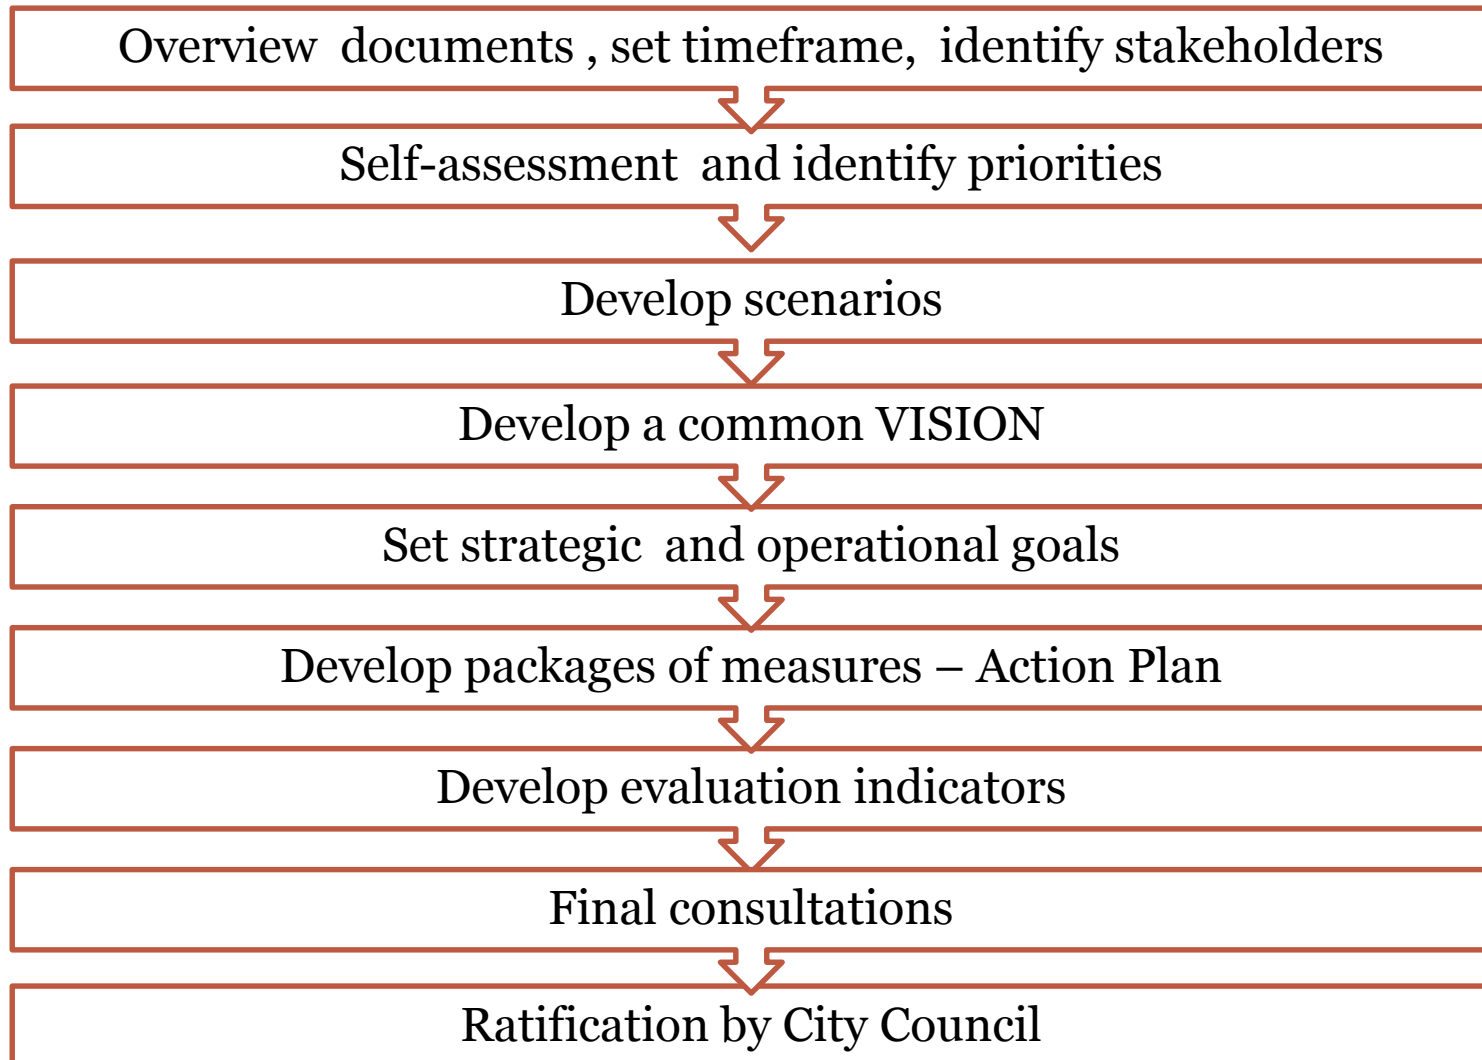 Overview documents , set timeframe, identify stakeholders
Self-assessment and identify priorities
Develop scenarios
Develop a common VISION
Set strategic and operational goals
Develop packages of measures – Action Plan
Develop evaluation indicators
Final consultations
Ratification by City Council